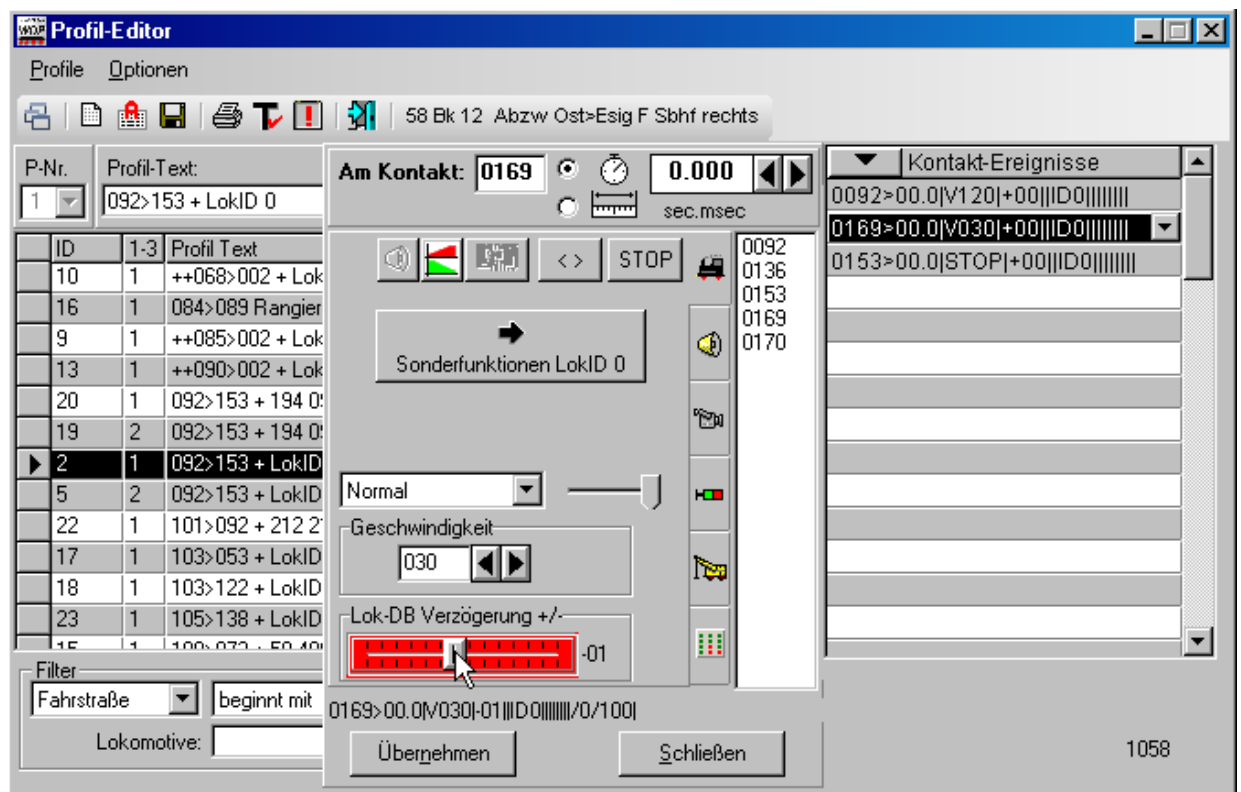 Profil-Editor
Profile Optionen
58 Bk 12 Abzw Ost>Esig F Sbhf rechts
P-Nr. Profil-Text:
1 092>153 + LokID 0
ID 1-3 Profil Text
10 1 ++068>002 + Lok
16 1 084>089 Rangier
9 1 ++085>002 + Lok
13 1 ++090>002 + Lok
20 1 092>153 + 194 0
19 2 092>153 + 194 0
2 1 092>153 + LokID
5 2 092>153 + LokID
22 1 101>092 + 212 2
17 1 103>053 + LokID
18 1 103>122 + LokID
23 1 105>138 + LokID
Filter
Fahrstraße beginnt mit
Lokomotive:
Am Kontakt: 0169 0.000
sec.msec
<> STOP
Sonderfunktionen LokID 0
Normal
Geschwindigkeit
030
Lok-DB Verzögerung +/-
-01
0092
0136
0153
0169
0170
0169>00.0|V030|-01|||ID0||||||||/0/100|
Übernehmen Schließen
Kontakt-Ereignisse
0092>00.0|V120|+00|||ID0||||||||
0169>00.0|V030|+00|||ID0||||||||
0153>00.0|STOP|+00|||ID0||||||||
1058